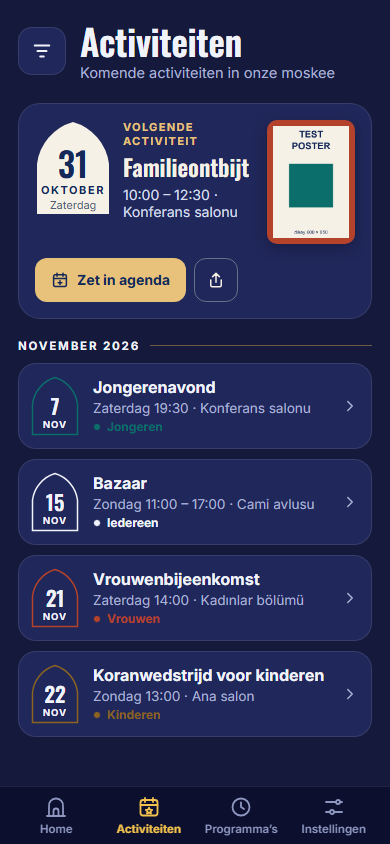 Activiteiten
Komende activiteiten in onze moskee
31
OKTOBER
Zaterdag
VOLGENDE
ACTIVITEIT
Familieontbijt
10:00 – 12:30 ·
Konferans salonu
TEST
POSTER
Zet in agenda
NOVEMBER 2026
7
NOV
Jongerenavond
Zaterdag 19:30 · Konferans salonu
Jongeren
15
NOV
Bazaar
Zondag 11:00 – 17:00 · Cami avlusu
Iedereen
21
NOV
Vrouwenbijeenkomst
Zaterdag 14:00 · Kadınlar bölümü
Vrouwen
22
NOV
Koranwedstrijd voor kinderen
Zondag 13:00 · Ana salon
Kinderen
Home
Activiteiten
Programma's
Instellingen